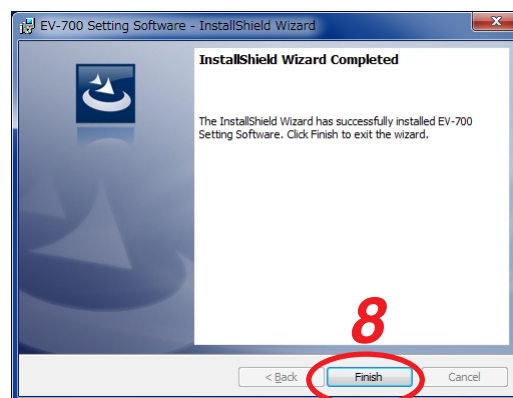 EV-700 Setting Software - InstallShield Wizard
InstallShield Wizard Completed
The InstallShield Wizard has successfully installed EV-700
Setting Software. Click Finish to exit the wizard.
8
< Back Finish Cancel